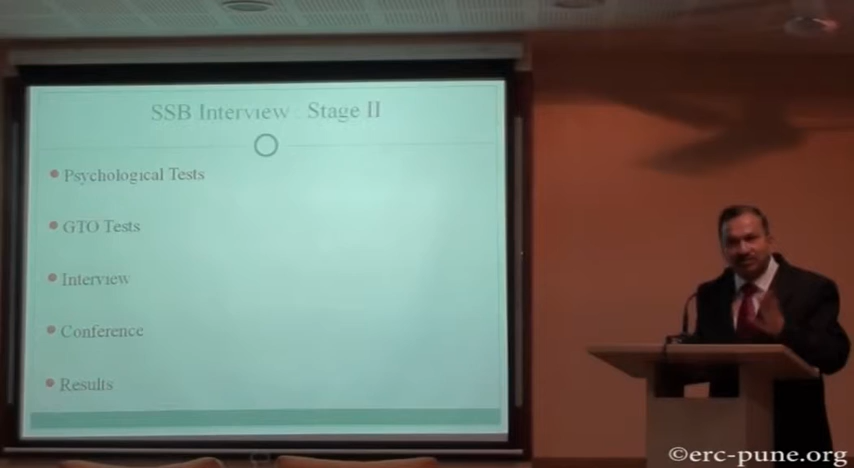 SSB Interview : Stage II
Psychological Tests
GTO Tests
Interview
Conference
Results
©erc-pune.org